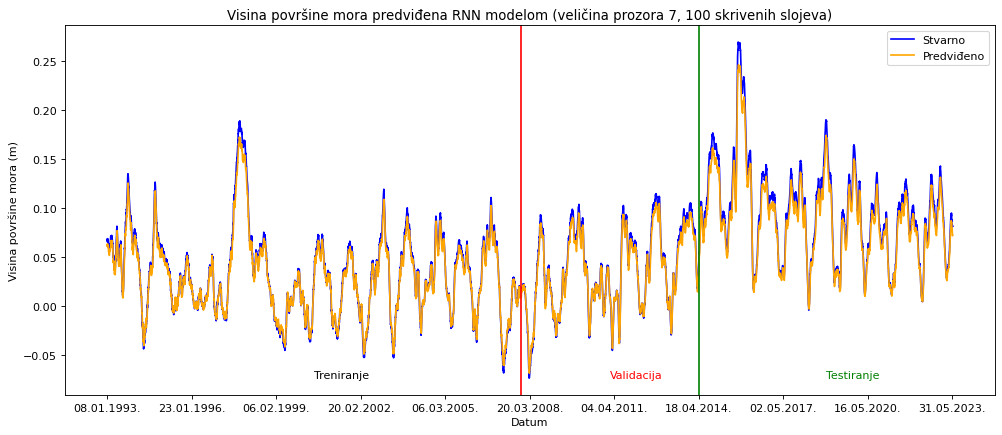 Visina površine mora predviđena RNN modelom (veličina prozora 7, 100 skrivenih slojeva)
Stvarno
Predviđeno
Visina površine mora (m)
0.25
0.20
0.15
0.10
0.05
0.00
−0.05
Treniranje
Validacija
Testiranje
08.01.1993. 23.01.1996. 06.02.1999. 20.02.2002. 06.03.2005. 20.03.2008. 04.04.2011. 18.04.2014. 02.05.2017. 16.05.2020. 31.05.2023.
Datum